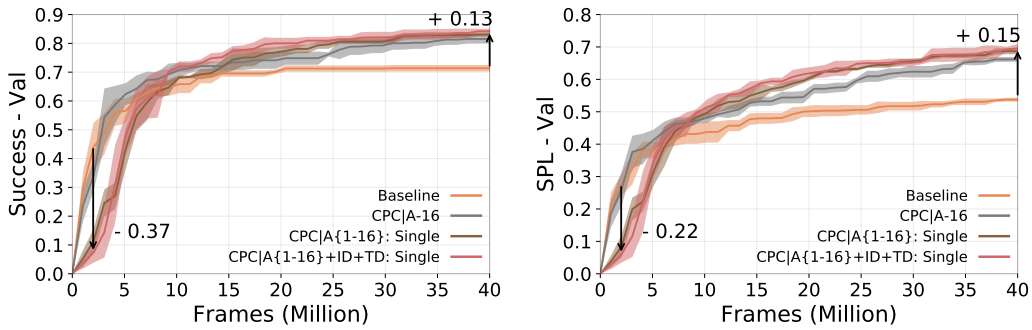 + 0.13
0.9
0.8
0.7
0.6
0.5
0.4
0.3
0.2
0.1
0.0
Success - Val
- 0.37
Baseline
CPC|A-16
CPC|A{1-16}: Single
CPC|A{1-16}+ID+TD: Single
0 5 10 15 20 25 30 35 40
Frames (Million)
+ 0.15
0.8
0.7
0.6
0.5
0.4
0.3
0.2
0.1
0.0
SPL - Val
- 0.22
Baseline
CPC|A-16
CPC|A{1-16}: Single
CPC|A{1-16}+ID+TD: Single
0 5 10 15 20 25 30 35 40
Frames (Million)